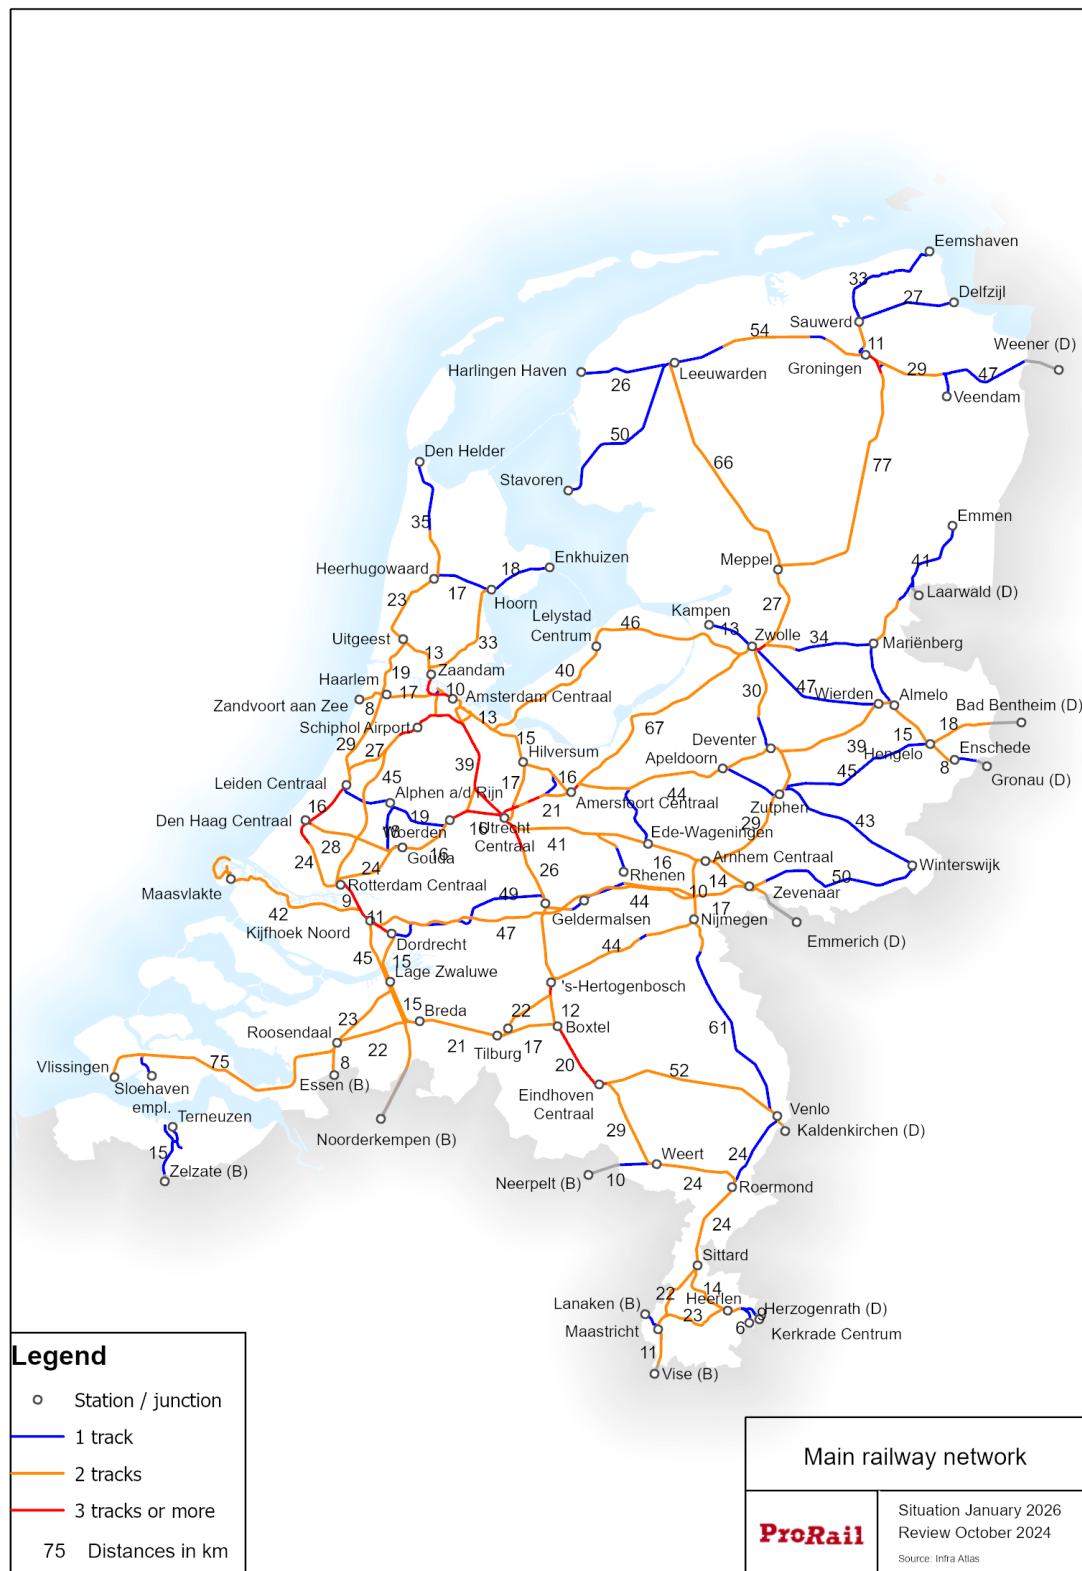 Eemshaven
33
Delfzijl
27
Sauwerd
54
11
Weener (D)
Groningen
Harlingen Haven
Leeuwarden
29
47
26
Veendam
50
Den Helder
66
77
Stavoren
35
Emmen
Enkhuizen
Meppel
41
Heerhugowaard
18
17
Laarwald (D)
Hoorn
23
Lelystad
Centrum
Kampen
27
46
13
Zwolle
34
Uitgeest
33
Mariënberg
13
40
Zaandam
19
Haarlem
17
10
Amsterdam Centraal
30
47
Wierden
Almelo
Zandvoort aan Zee
8
Bad Bentheim (D)
18
13
Schiphol Airport
67
15
Deventer
15
29
27
Hilversum
39
Hengelo
Enschede
Apeldoorn
8
39
45
Gronau (D)
Leiden Centraal
45
17
16
44
Alphen a/d Rijn
21
Amersfoort Centraal
Zutphen
16
19
Den Haag Centraal
18
Woerden
16
Utrecht
Centraal
43
29
Ede-Wageningen
28
16
Gouda
41
24
24
16
Arnhem Centraal
Winterswijk
Rhenen
14
50
Maasvlakte
Rotterdam Centraal
26
Zevenaar
9
49
10
44
42
11
Geldermalsen
17
Nijmegen
Kijfhoek Noord
47
Emmerich (D)
Dordrecht
44
45
15
Lage Zwaluwe
's-Hertogenbosch
15
Breda
22
12
61
23
Roosendaal
Boxtel
22
21
Tilburg
17
Vlissingen
75
8
20
52
Sloehaven
empl.
Essen (B)
Eindhoven
Centraal
Terneuzen
Venlo
Noorderkempen (B)
29
Kaldenkirchen (D)
15
Weert
24
Zelzate (B)
Neerpelt (B)
10
24
Roermond
24
Sittard
14
22
Heerlen
Lanaken (B)
9
Herzogenrath (D)
23
6
Maastricht
Kerkrade Centrum
11
Vise (B)
Legend
Station / junction
1 track
2 tracks
3 tracks or more
75 Distances in km
Main railway network
ProRail
Situation January 2026
Review October 2024
Source: Infra Atlas